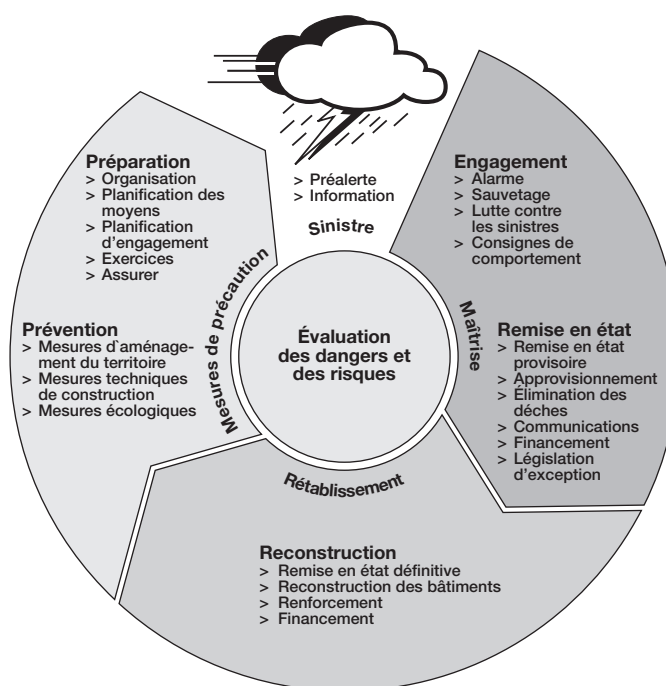 Préparation
> Organisation
> Planification des
moyens
> Planification
d'engagement
> Exercices
> Assurer
Prévention
> Mesures d`aménage-
ment du territoire
> Mesures techniques
de construction
> Mesures écologiques
Mesures de précaution
> Préalerte
> Information
Sinistre
Engagement
> Alarme
> Sauvetage
> Lutte contre
les sinistres
> Consignes de
comportement
Maîtrise
Remise en état
> Remise en état
provisoire
> Approvisionnement
> Élimination des
déches
> Communications
> Financement
> Législation
d'exception
Évaluation
des dangers et
des risques
Rétablissement
Reconstruction
> Remise en état définitive
> Reconstruction des bâtiments
> Renforcement
> Financement